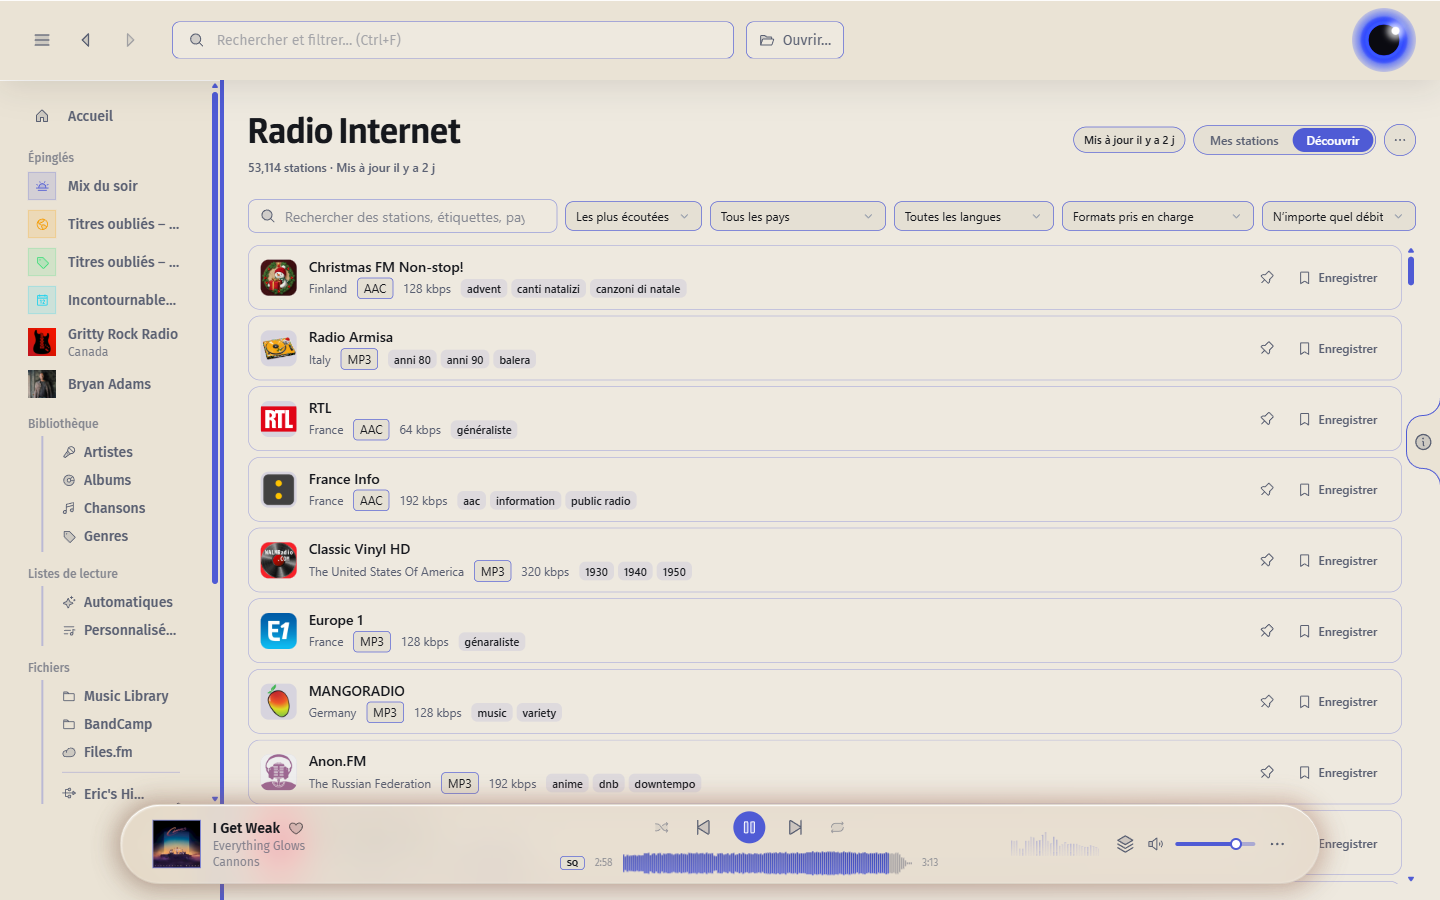 Rechercher et filtrer... (Ctrl+F)
Ouvrir...
Accueil
Épinglés
Mix du soir
Titres oubliés – ...
Titres oubliés – ...
Incontournable...
Gritty Rock Radio
Canada
Bryan Adams
Bibliothèque
Artistes
Albums
Chansons
Genres
Listes de lecture
Automatiques
Personnalisé...
Fichiers
Music Library
BandCamp
Files.fm
Eric's Hi...
Radio Internet
53,114 stations · Mis à jour il y a 2 j
Mis à jour il y a 2 j
Mes stations
Découvrir
Rechercher des stations, étiquettes, pay
Les plus écoutées
Tous les pays
Toutes les langues
Formats pris en charge
N'importe quel débit
Christmas FM Non-stop!
Finland AAC 128 kbps advent canti natalizi canzoni di natale
Enregistrer
Radio Armisa
Italy MP3 anni 80 anni 90 balera
Enregistrer
RTL
RTL
France AAC 64 kbps généraliste
Enregistrer
France Info
France AAC 192 kbps aac information public radio
Enregistrer
Classic Vinyl HD
The United States Of America MP3 320 kbps 1930 1940 1950
Enregistrer
E1
Europe 1
France MP3 128 kbps génaraliste
Enregistrer
MANGORADIO
Germany MP3 128 kbps music variety
Enregistrer
Anon.FM
The Russian Federation MP3 192 kbps anime dnb downtempo
Enregistrer
Enregistrer
I Get Weak
Everything Glows
Cannons
SQ 2:58
3:13